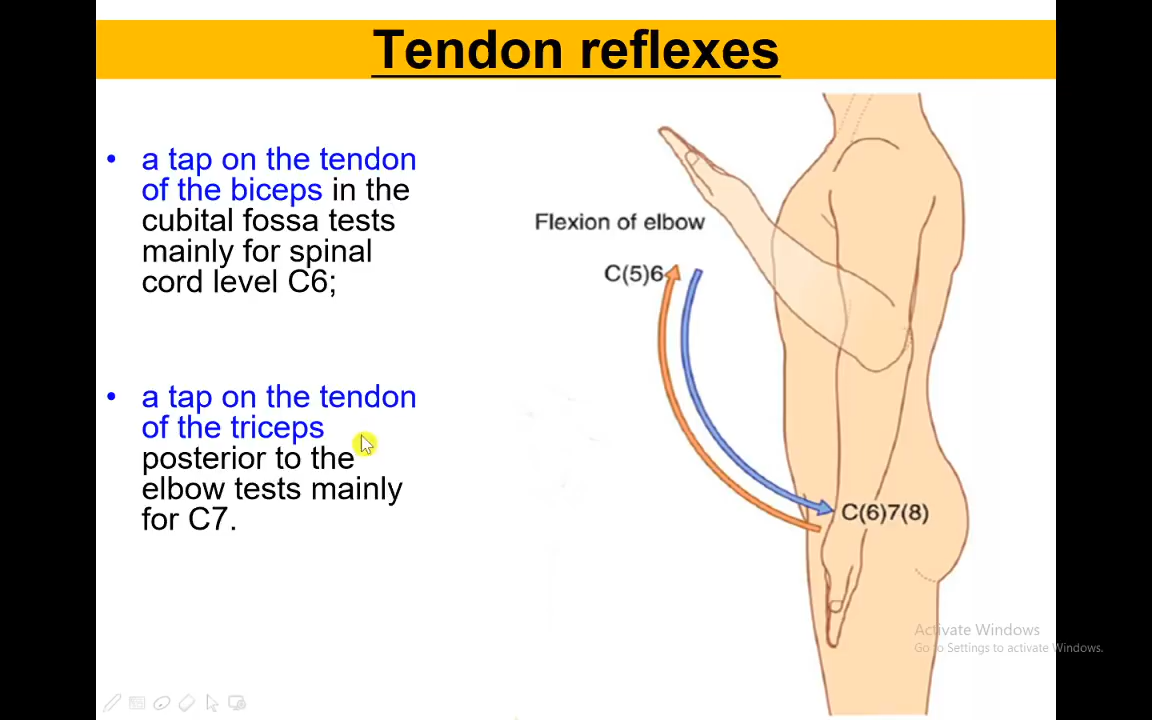 Tendon reflexes
• a tap on the tendon
of the biceps in the
cubital fossa tests
mainly for spinal
cord level C6;
• a tap on the tendon
of the triceps
posterior to the
elbow tests mainly
for C7.
Flexion of elbow
C(5)6
C(6)7(8)
Activate Windows
Go to Settings to activate Windows.